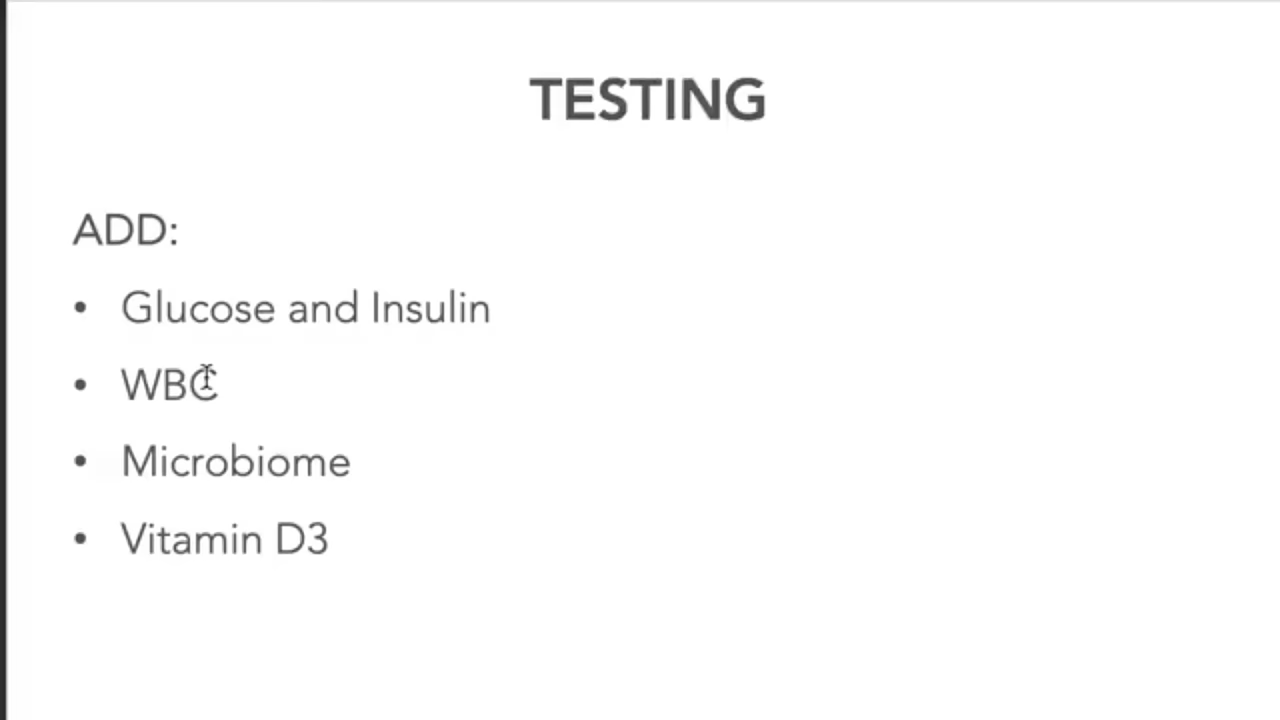 TESTING
ADD:
• Glucose and Insulin
• WBC
• Microbiome
• Vitamin D3